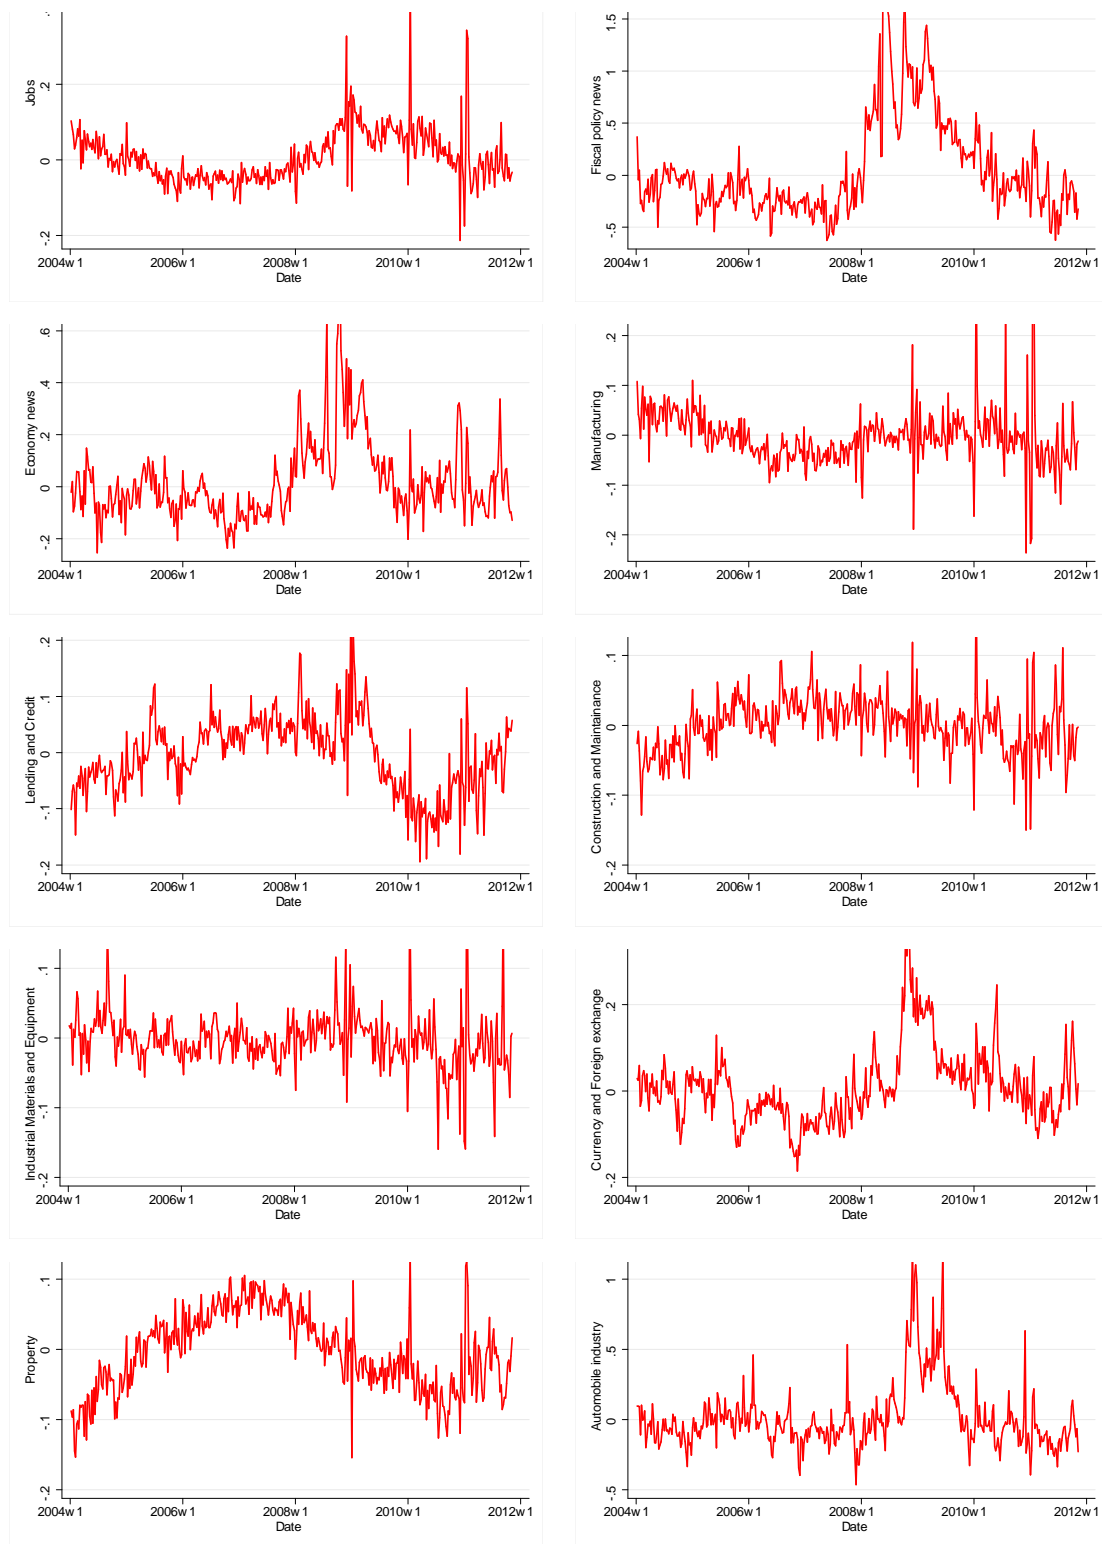 .2
0
-.2
Jobs
2004w1 2006w1 2008w1 2010w1 2012w1
Date
1.5
1
.5
0
-.5
Fiscal policy news
2004w1 2006w1 2008w1 2010w1 2012w1
Date
.6
.4
.2
0
-.2
Economy news
2004w1 2006w1 2008w1 2010w1 2012w1
Date
.2
.1
0
-.1
-.2
Manufacturing
2004w1 2006w1 2008w1 2010w1 2012w1
Date
.2
.1
0
-.1
-.2
Lending and Credit
2004w1 2006w1 2008w1 2010w1 2012w1
Date
.1
0
-.1
-.2
Construction and Maintainance
2004w1 2006w1 2008w1 2010w1 2012w1
Date
.1
0
-.1
-.2
Industrial Materials and Equipment
2004w1 2006w1 2008w1 2010w1 2012w1
Date
.2
0
-.2
Currency and Foreign exchange
2004w1 2006w1 2008w1 2010w1 2012w1
Date
.1
0
-.1
-.2
Property
2004w1 2006w1 2008w1 2010w1 2012w1
Date
1
.5
0
-.5
Automobile industry
2004w1 2006w1 2008w1 2010w1 2012w1
Date